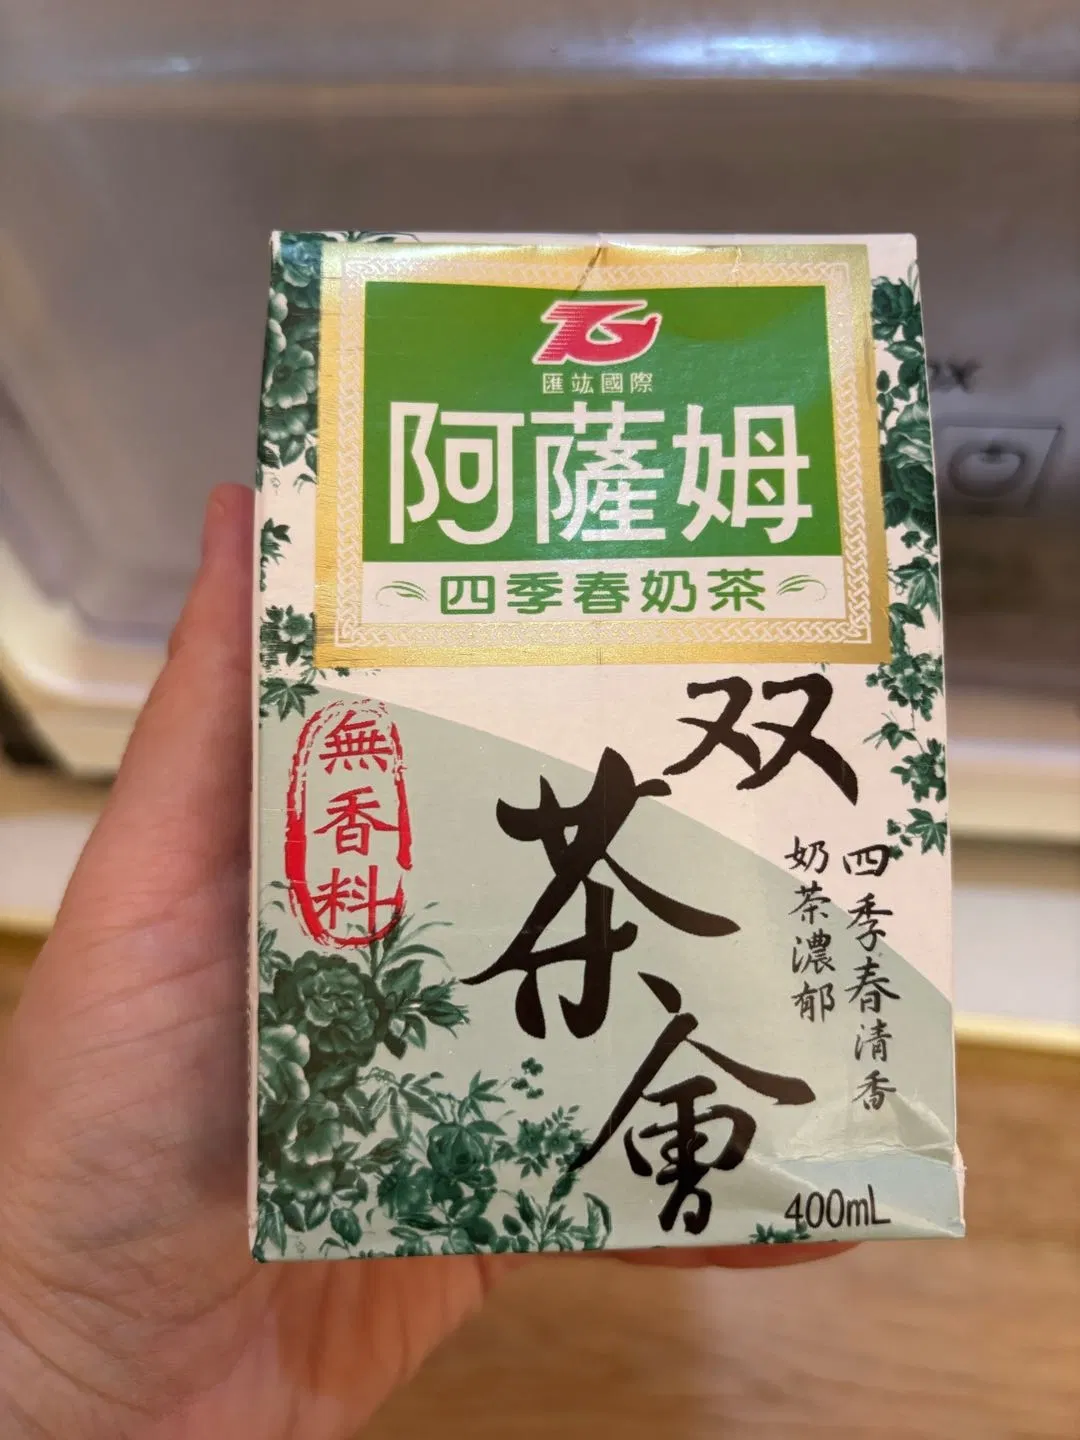 匯竑國際
阿薩姆
四季春奶茶
無香料
双茶會
四季春清香
奶茶濃郁
400mL